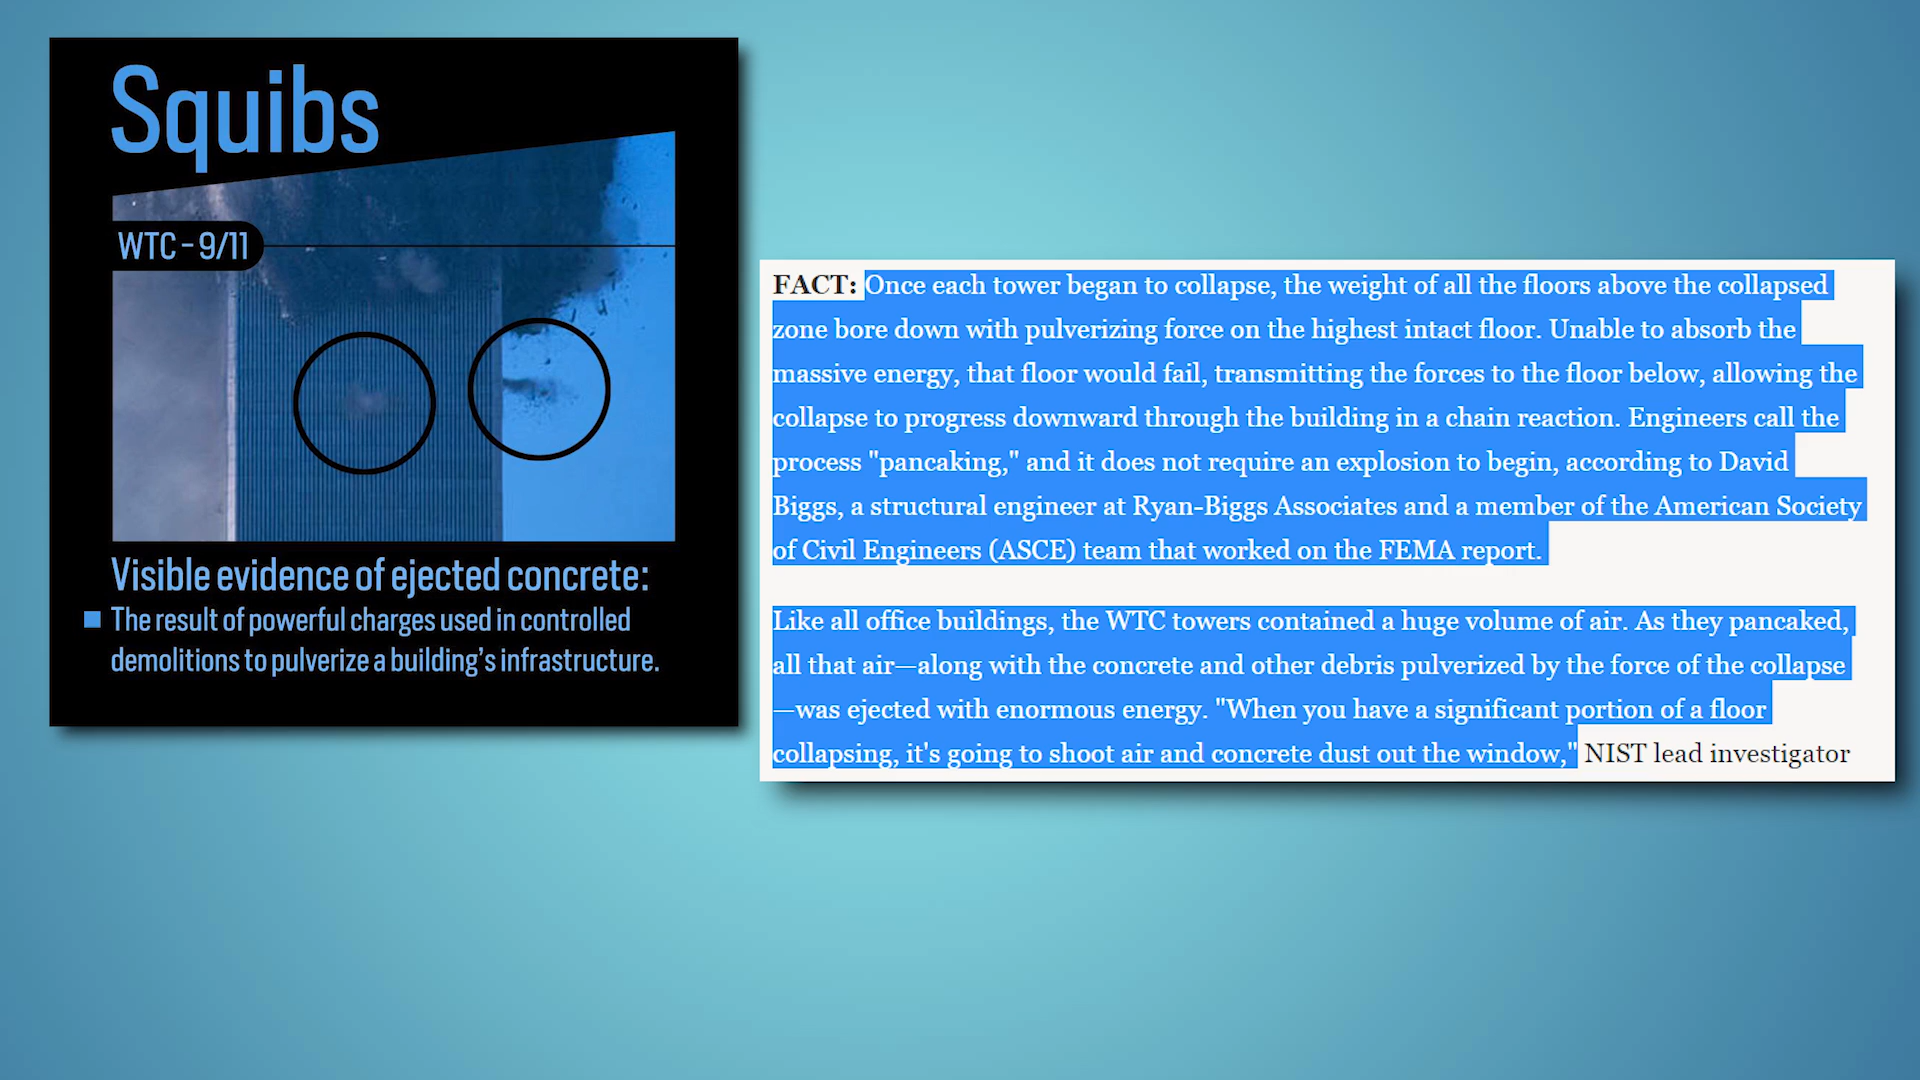 Squibs
WTC - 9/11
Visible evidence of ejected concrete:
The result of powerful charges used in controlled
demolitions to pulverize a building's infrastructure.
FACT: Once each tower began to collapse, the weight of all the floors above the collapsed
zone bore down with pulverizing force on the highest intact floor. Unable to absorb the
massive energy, that floor would fail, transmitting the forces to the floor below, allowing the
collapse to progress downward through the building in a chain reaction. Engineers call the
process "pancaking," and it does not require an explosion to begin, according to David
Biggs, a structural engineer at Ryan-Biggs Associates and a member of the American Society
of Civil Engineers (ASCE) team that worked on the FEMA report.
Like all office buildings, the WTC towers contained a huge volume of air. As they pancaked,
all that air—along with the concrete and other debris pulverized by the force of the collapse
—was ejected with enormous energy. "When you have a significant portion of a floor
collapsing, it's going to shoot air and concrete dust out the window," NIST lead investigator